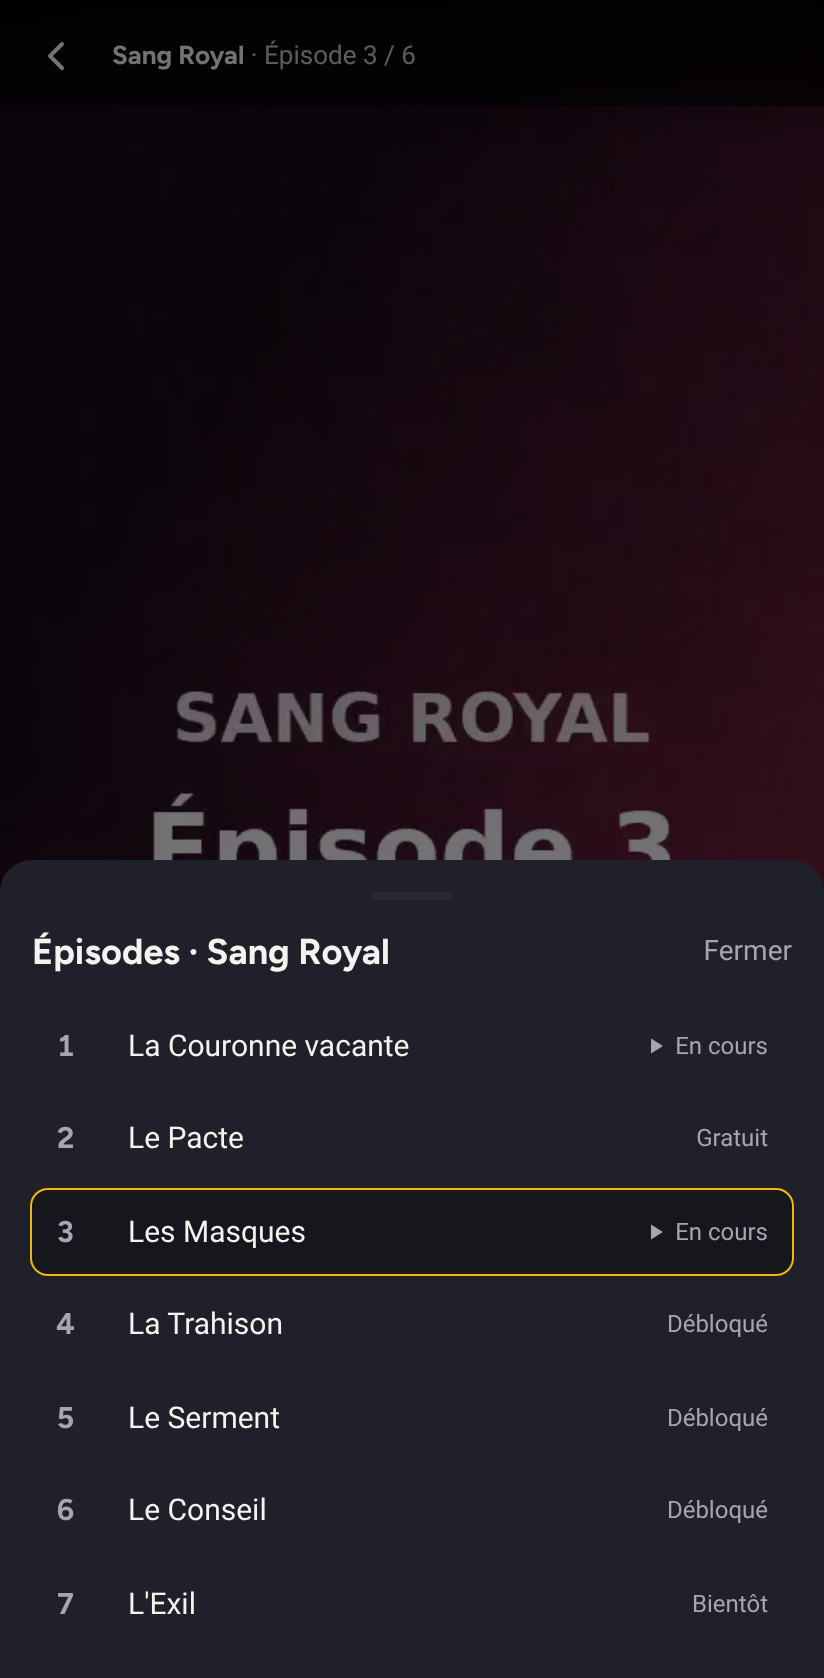 Sang Royal · Épisode 3 / 6
SANG ROYAL
Épisode 3
Épisodes · Sang Royal Fermer
1 La Couronne vacante ▶ En cours
2 Le Pacte Gratuit
3 Les Masques ▶ En cours
4 La Trahison Débloqué
5 Le Serment Débloqué
6 Le Conseil Débloqué
7 L'Exil Bientôt